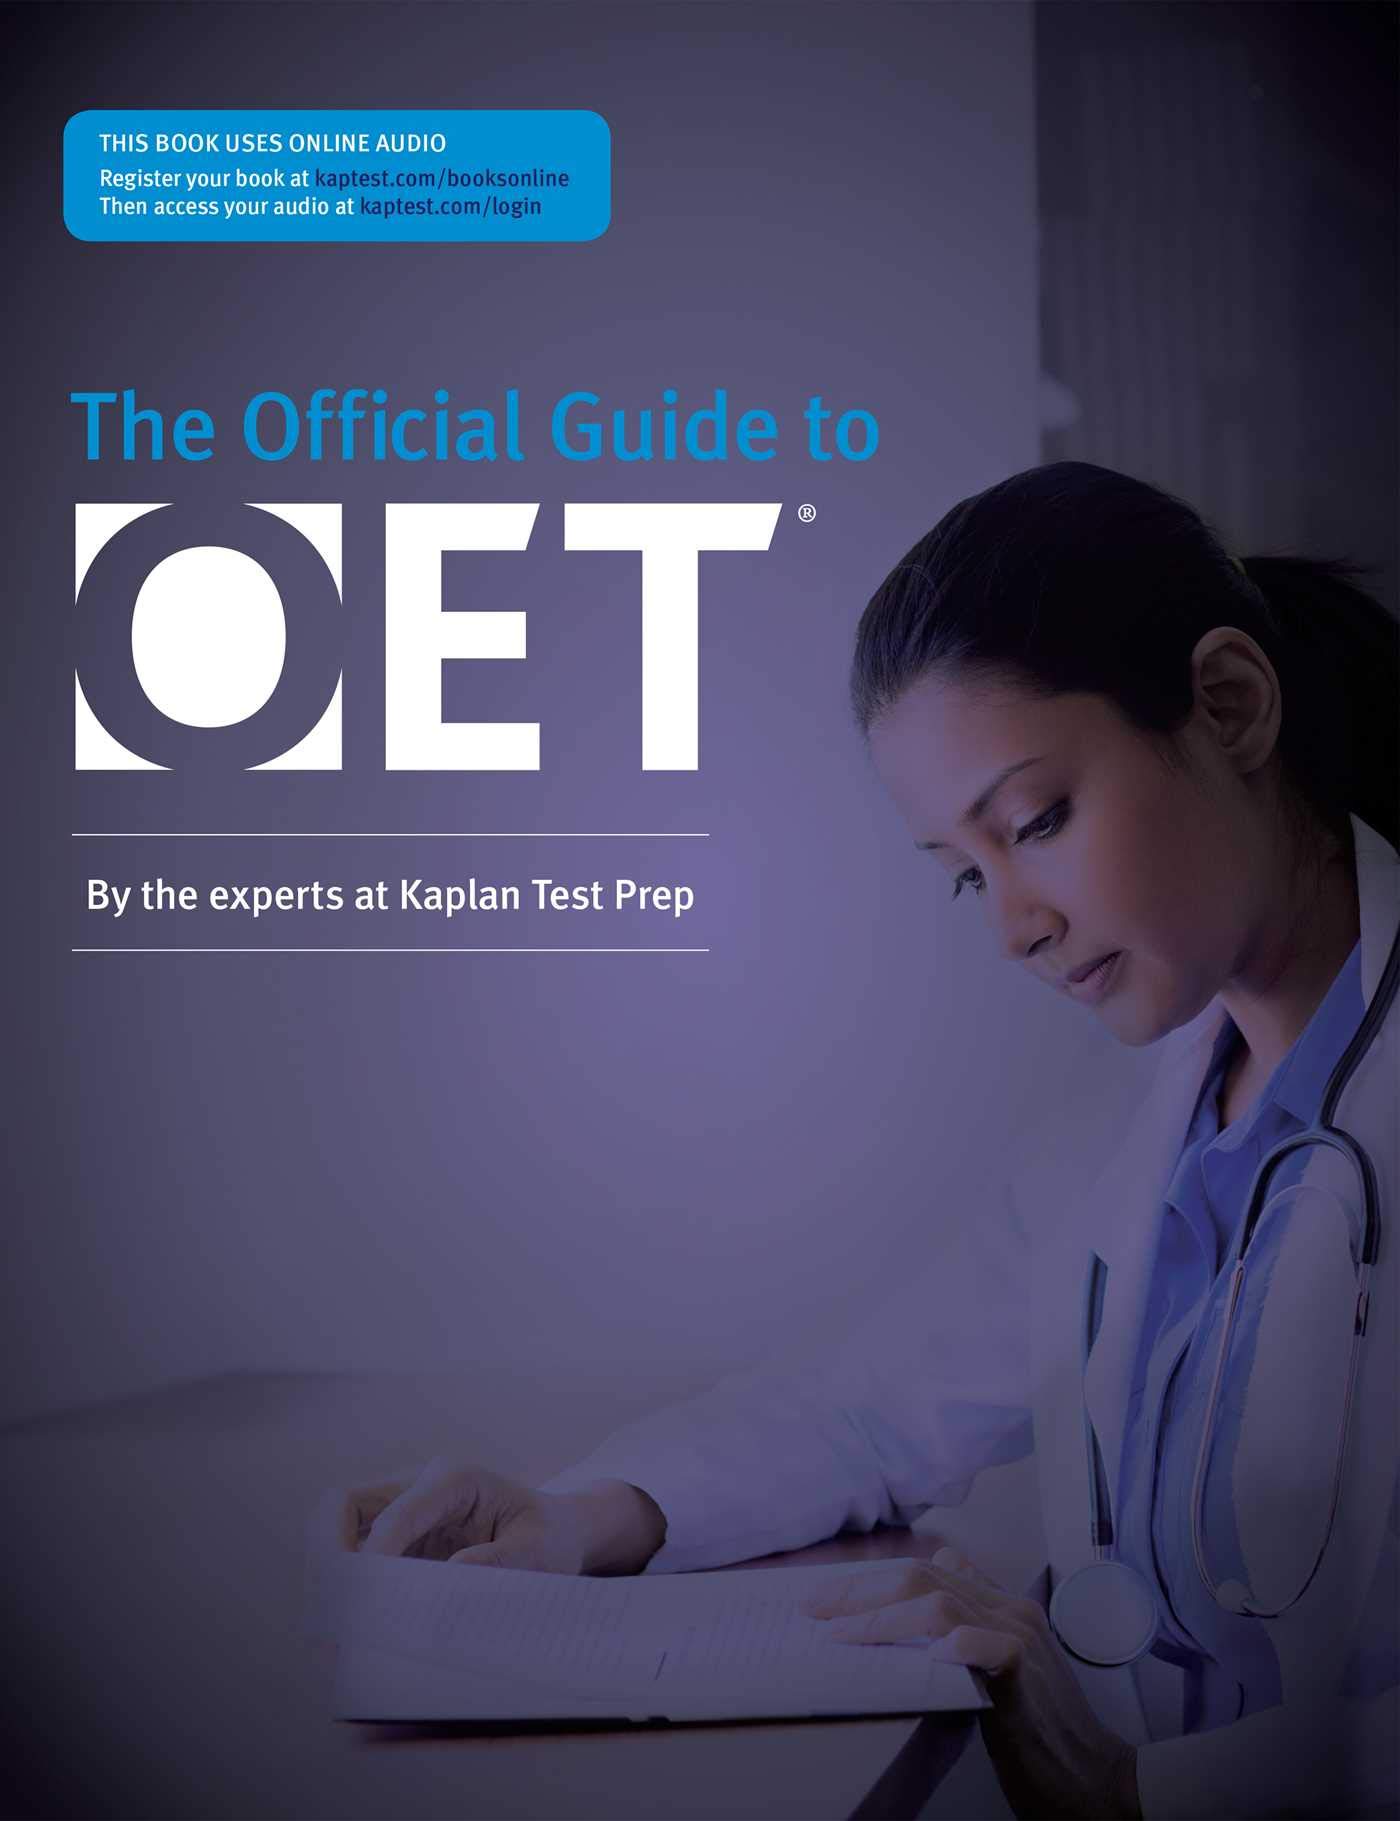 THIS BOOK USES ONLINE AUDIO
Register your book at kaptest.com/booksonline
Then access your audio at kaptest.com/login
The Official Guide to
OET®
By the experts at Kaplan Test Prep